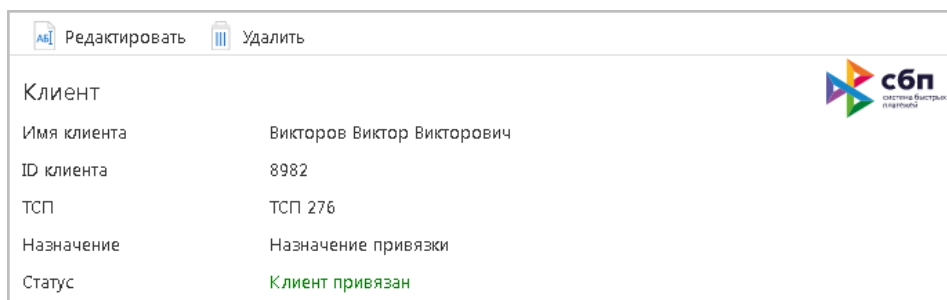 АБ Редактировать Удалить
Клиент
сбп
система быстрых
платежей
Имя клиента Викторов Виктор Викторович
ID клиента 8982
ТСП ТСП 276
Назначение Назначение привязки
Статус Клиент привязан